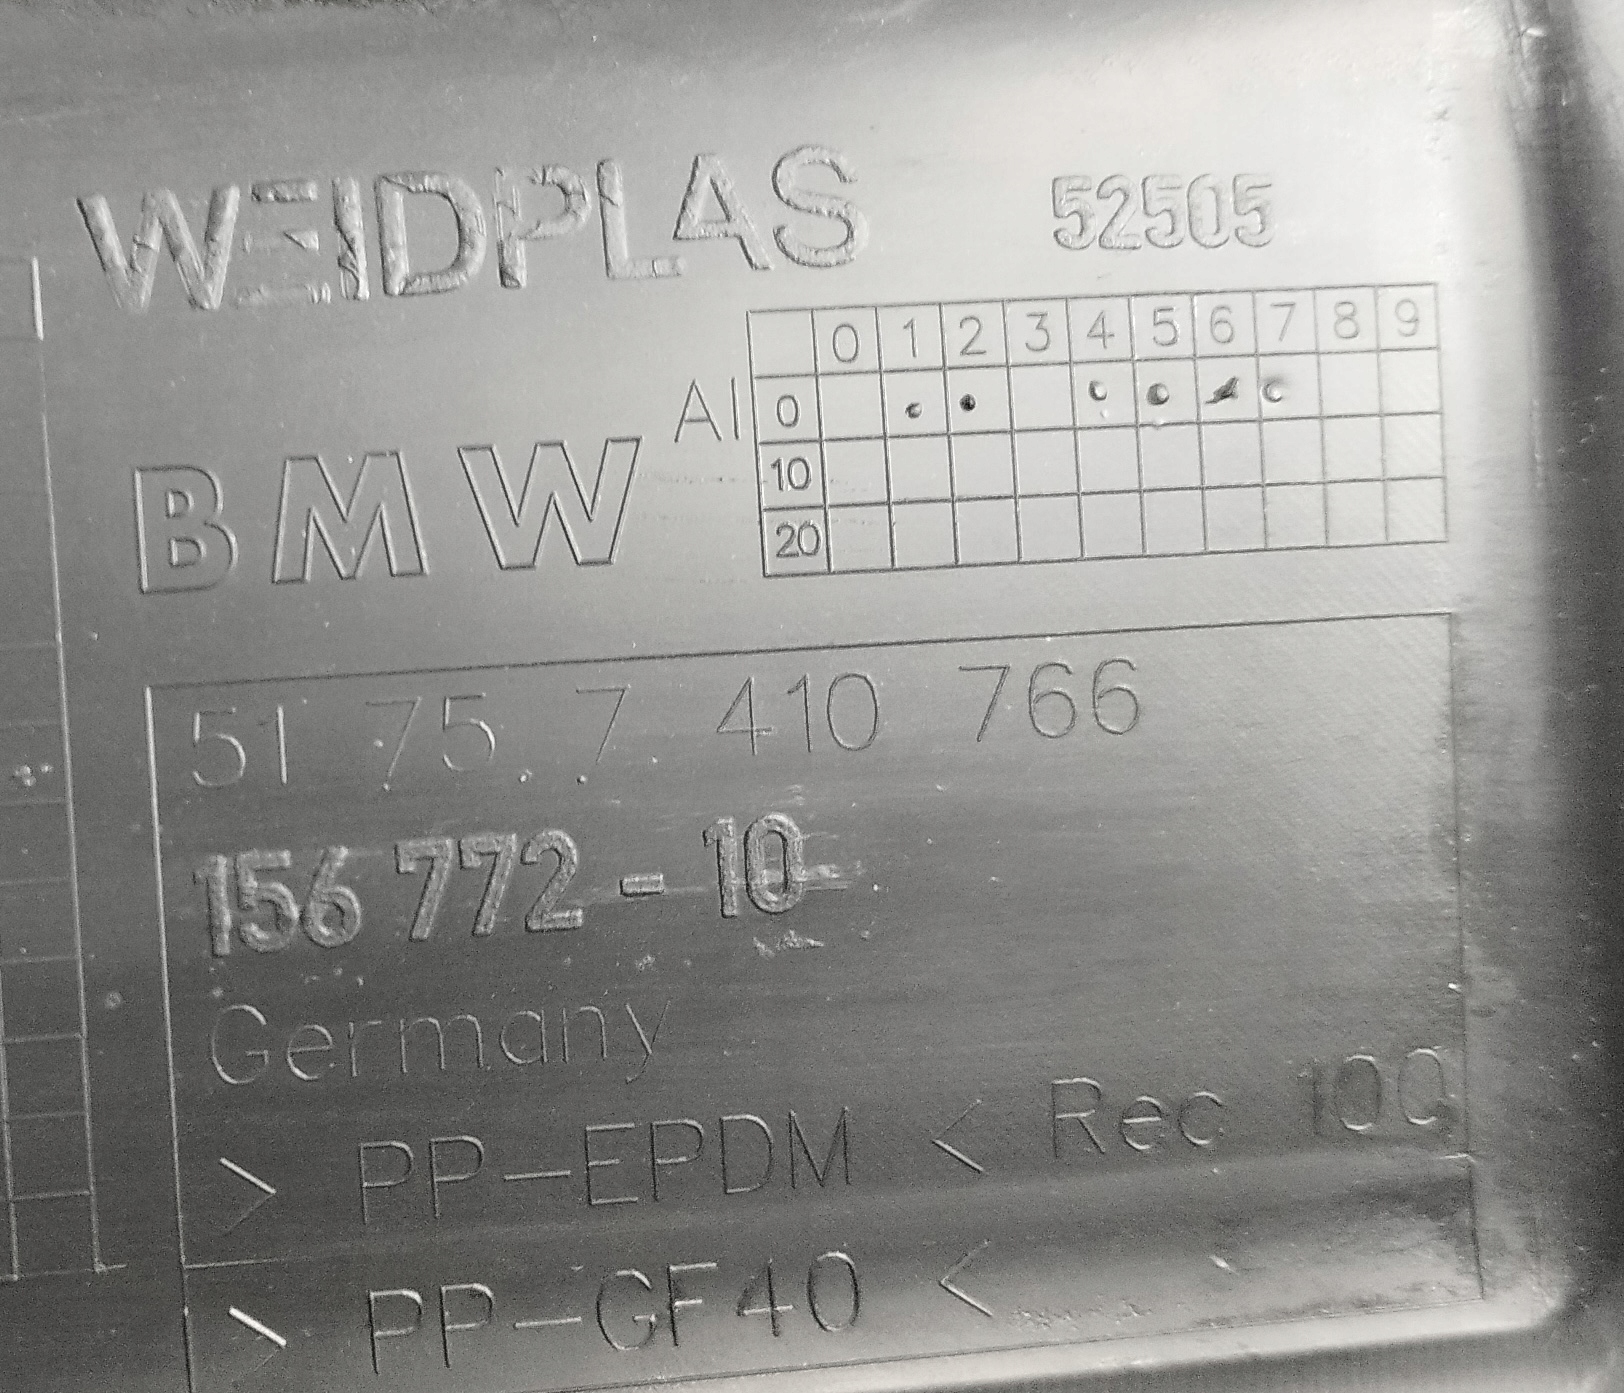 WEIDPLAS 52505
0 1 2 3 4 5 6 7 8 9
AI 0
BMW
10
20
51 75. 7. 410 766
156 772 - 10
Germany
> PP-EPDM < Rec 100
> PP-GF40 <